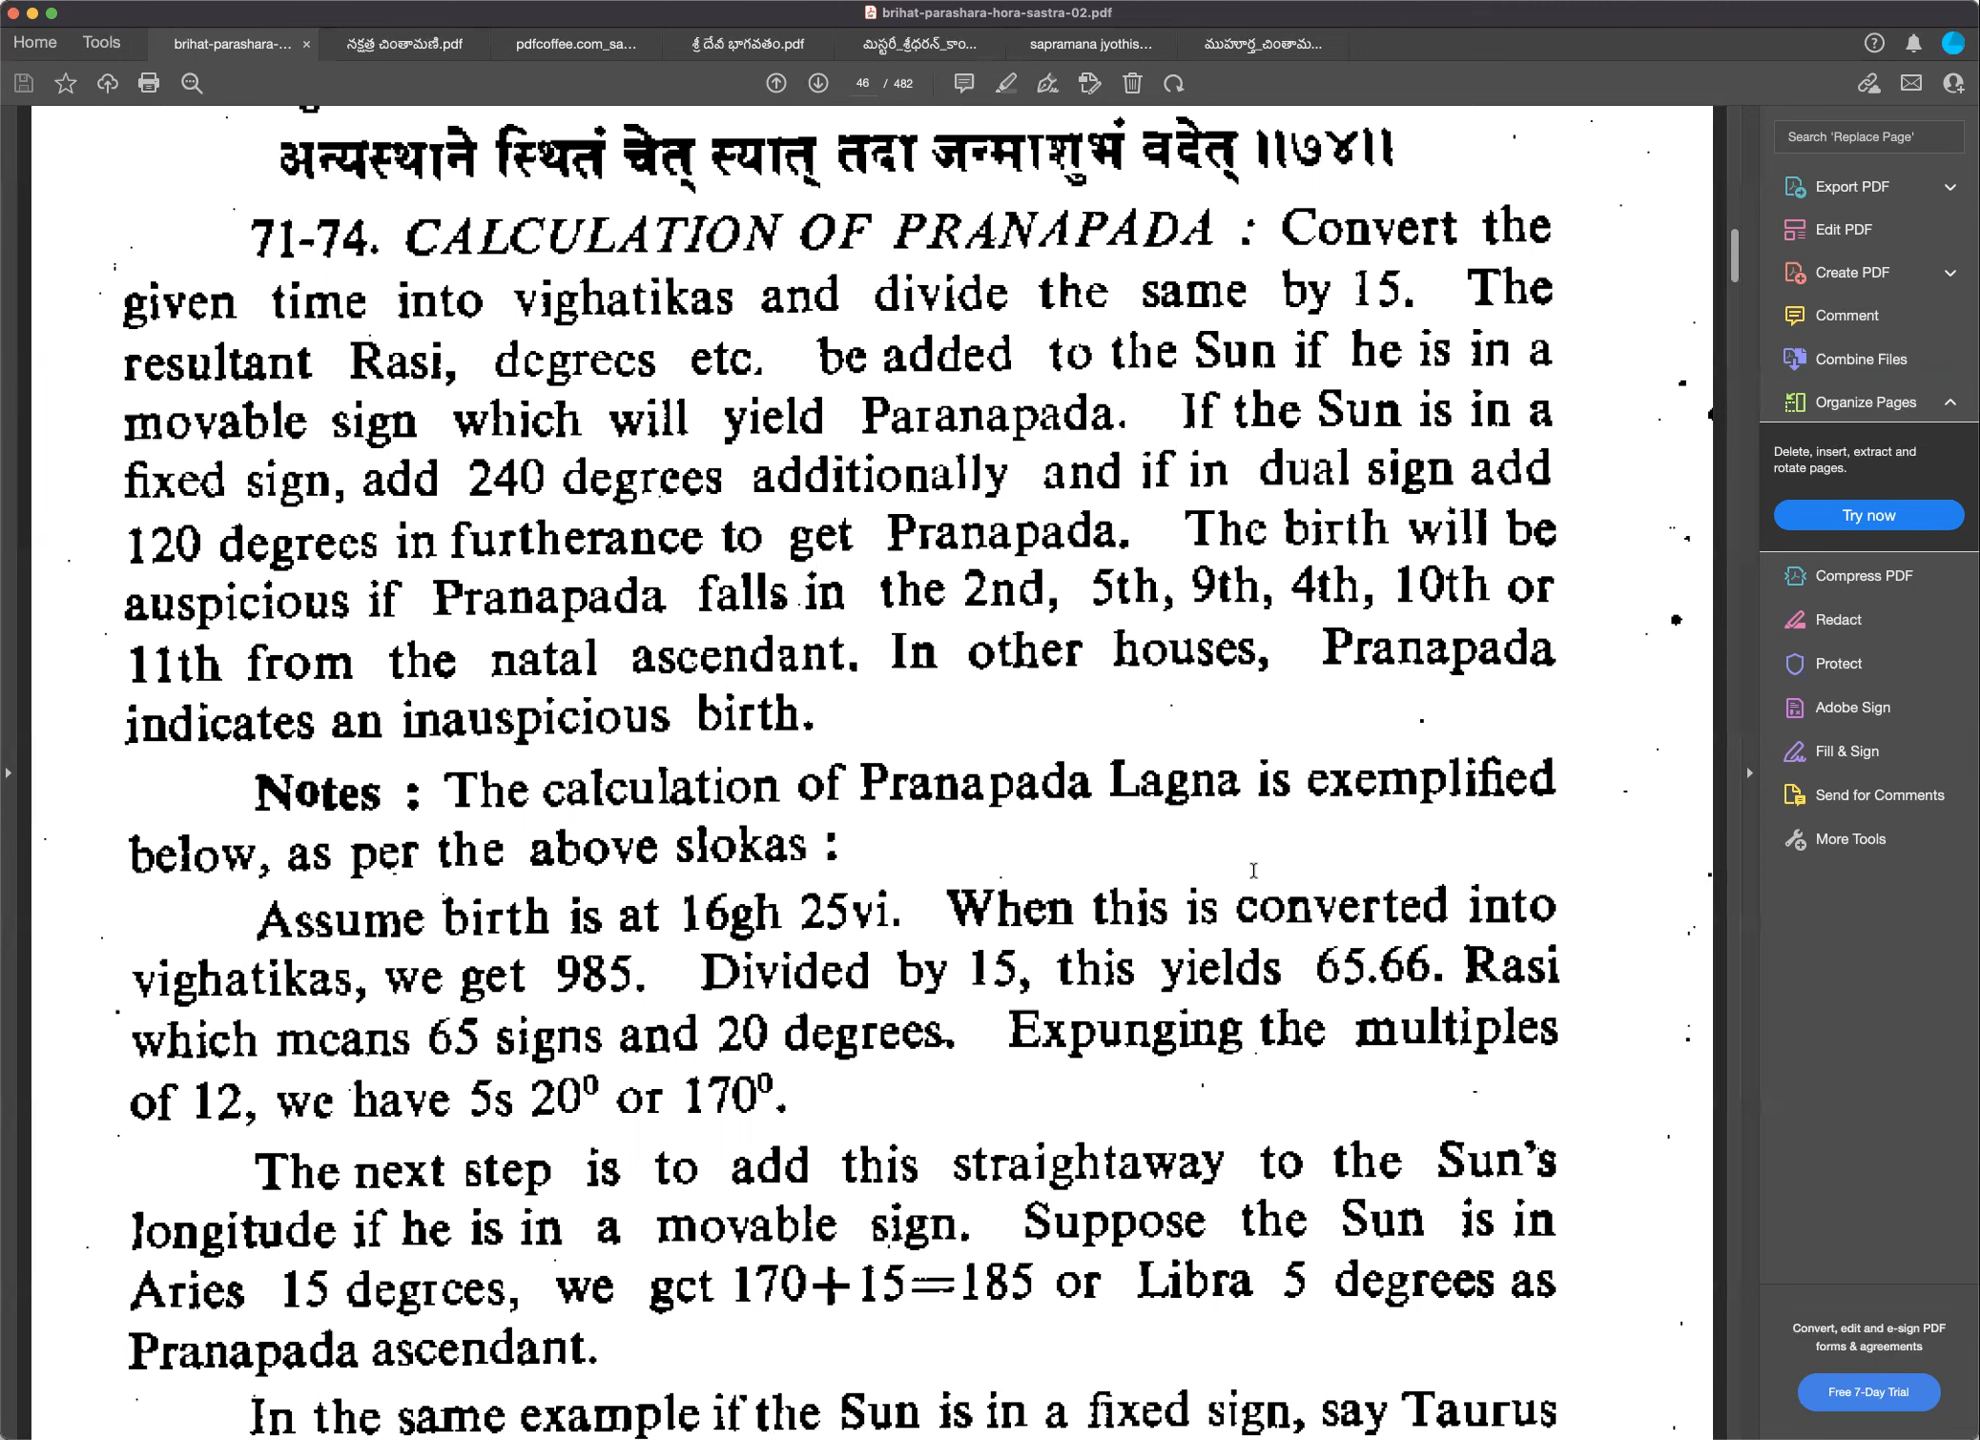 brihat-parashara-hora-sastra-02.pdf
Home Tools brihat-parashara-... × నక్షత్ర చింతామణి.pdf pdfcoffee.com_sa... శ్రీ దేవీ భాగవతం.pdf మిస్టరీ_శ్రీధరన్_కాం... sapramana jyothis... ముహూర్త_చింతామ...
46 / 482
अन्यस्थाने स्थितं चेत् स्यात् तदा जन्माशुभं वदेत् ॥७४॥
71-74. CALCULATION OF PRANAPADA : Convert the
given time into vighatikas and divide the same by 15. The
resultant Rasi, degrees etc. be added to the Sun if he is in a
movable sign which will yield Paranapada. If the Sun is in a
fixed sign, add 240 degrees additionally and if in dual sign add
120 degrees in furtherance to get Pranapada. The birth will be
auspicious if Pranapada falls in the 2nd, 5th, 9th, 4th, 10th or
11th from the natal ascendant. In other houses, Pranapada
indicates an inauspicious birth.
Notes : The calculation of Pranapada Lagna is exemplified
below, as per the above slokas :
Assume birth is at 16gh 25vi. When this is converted into
vighatikas, we get 985. Divided by 15, this yields 65.66. Rasi
which means 65 signs and 20 degrees. Expunging the multiples
of 12, we have 5s 20⁰ or 170⁰.
The next step is to add this straightaway to the Sun's
longitude if he is in a movable sign. Suppose the Sun is in
Aries 15 degrees, we get 170+15=185 or Libra 5 degrees as
Pranapada ascendant.
In the same example if the Sun is in a fixed sign, say Taurus
Search 'Replace Page'
Export PDF
Edit PDF
Create PDF
Comment
Combine Files
Organize Pages
Delete, insert, extract and
rotate pages.
Try now
Compress PDF
Redact
Protect
Adobe Sign
Fill & Sign
Send for Comments
More Tools
Convert, edit and e-sign PDF
forms & agreements
Free 7-Day Trial